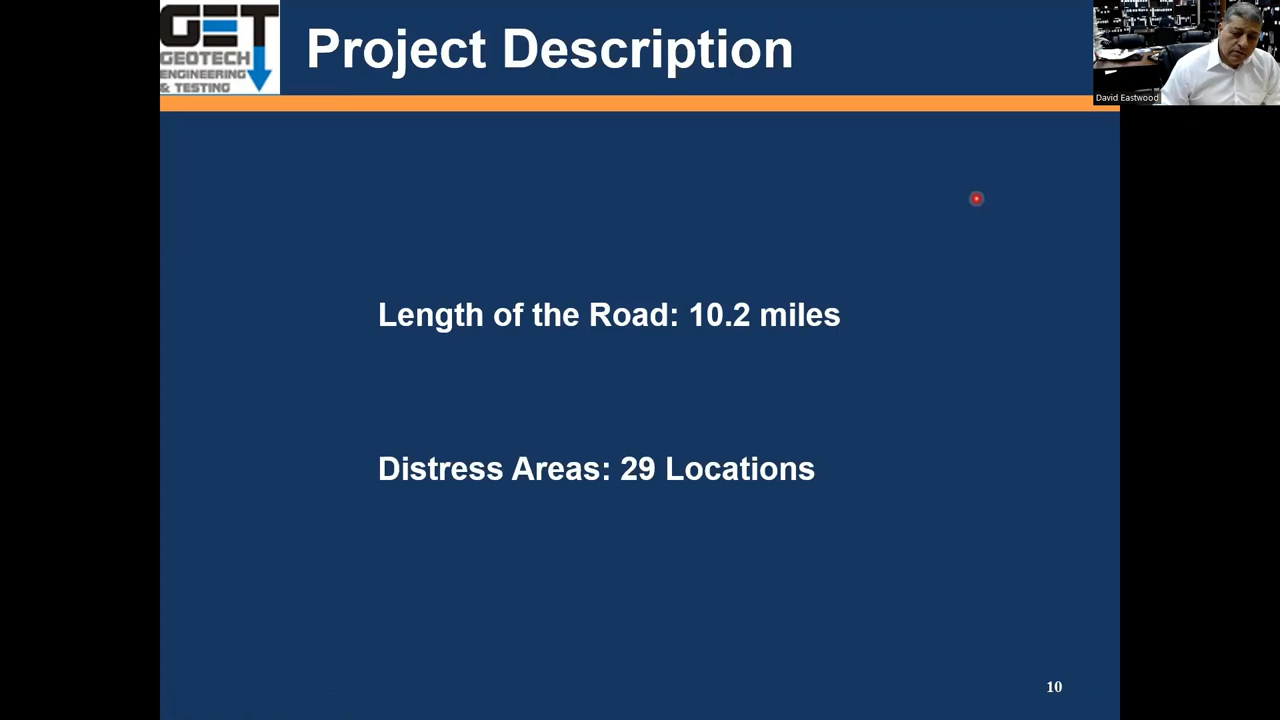 GET
GEOTECH
ENGINEERING
& TESTING
Project Description
David Eastwood
Length of the Road: 10.2 miles
Distress Areas: 29 Locations
10